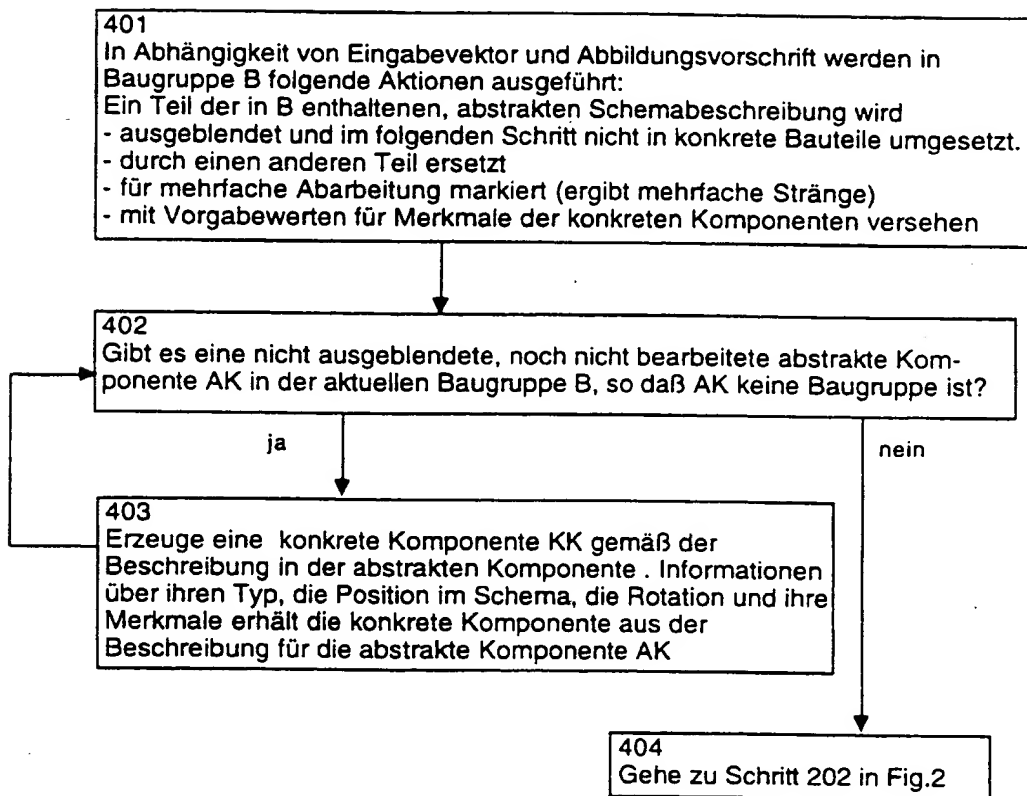 401
In Abhängigkeit von Eingabevektor und Abbildungsvorschrift werden in
Baugruppe B folgende Aktionen ausgeführt:
Ein Teil der in B enthaltenen, abstrakten Schemabeschreibung wird
- ausgeblendet und im folgenden Schritt nicht in konkrete Bauteile umgesetzt.
- durch einen anderen Teil ersetzt
- für mehrfache Abarbeitung markiert (ergibt mehrfache Stränge)
- mit Vorgabewerten für Merkmale der konkreten Komponenten versehen
402
Gibt es eine nicht ausgeblendete, noch nicht bearbeitete abstrakte Kom-
ponente AK in der aktuellen Baugruppe B, so daß AK keine Baugruppe ist?
ja
nein
403
Erzeuge eine konkrete Komponente KK gemäß der
Beschreibung in der abstrakten Komponente . Informationen
über ihren Typ, die Position im Schema, die Rotation und ihre
Merkmale erhält die konkrete Komponente aus der
Beschreibung für die abstrakte Komponente AK
404
Gehe zu Schritt 202 in Fig.2